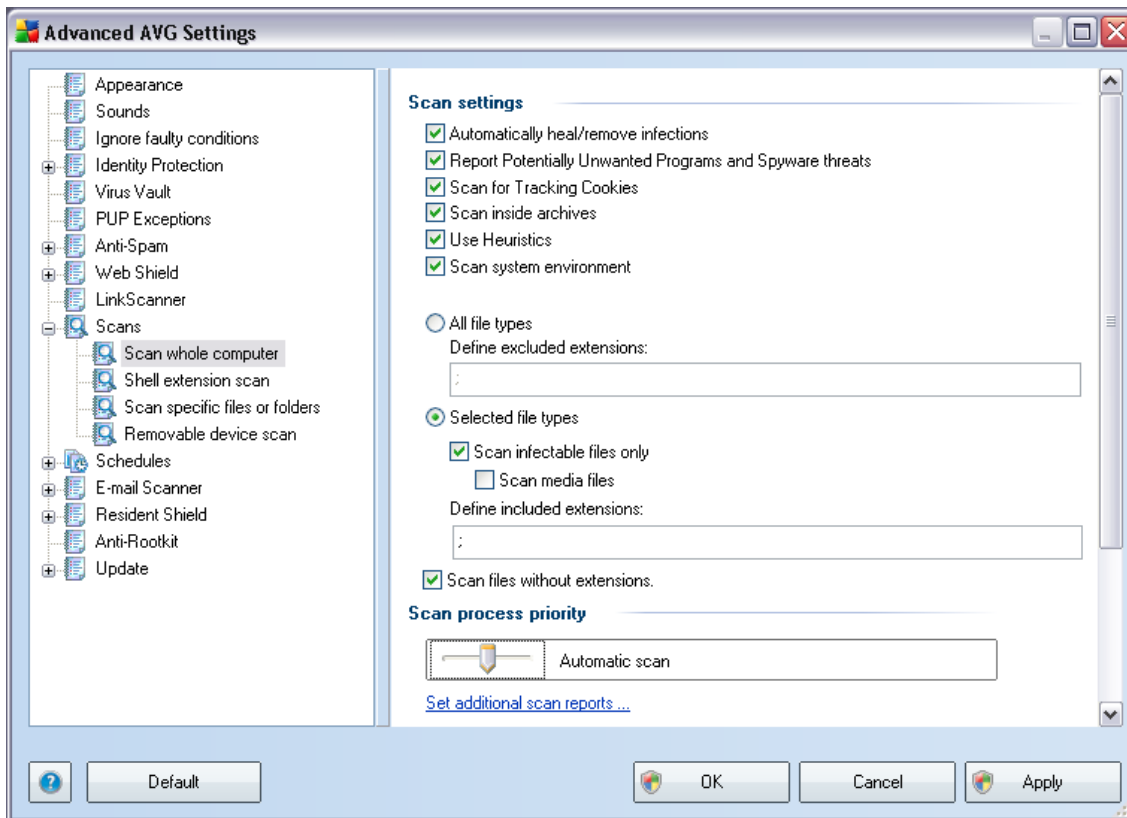 Advanced AVG Settings
Appearance
Sounds
Ignore faulty conditions
Identity Protection
Virus Vault
PUP Exceptions
Anti-Spam
Web Shield
LinkScanner
Scans
Scan whole computer
Shell extension scan
Scan specific files or folders
Removable device scan
Schedules
E-mail Scanner
Resident Shield
Anti-Rootkit
Update
Scan settings
Automatically heal/remove infections
Report Potentially Unwanted Programs and Spyware threats
Scan for Tracking Cookies
Scan inside archives
Use Heuristics
Scan system environment
All file types
Define excluded extensions:
;
Selected file types
Scan infectable files only
Scan media files
Define included extensions:
;
Scan files without extensions.
Scan process priority
Automatic scan
Set additional scan reports ...
?
Default
OK
Cancel
Apply